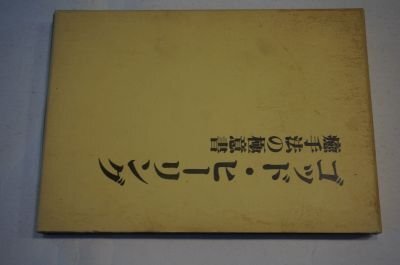 ゴッド・ヒーリング
癒手法の極意書